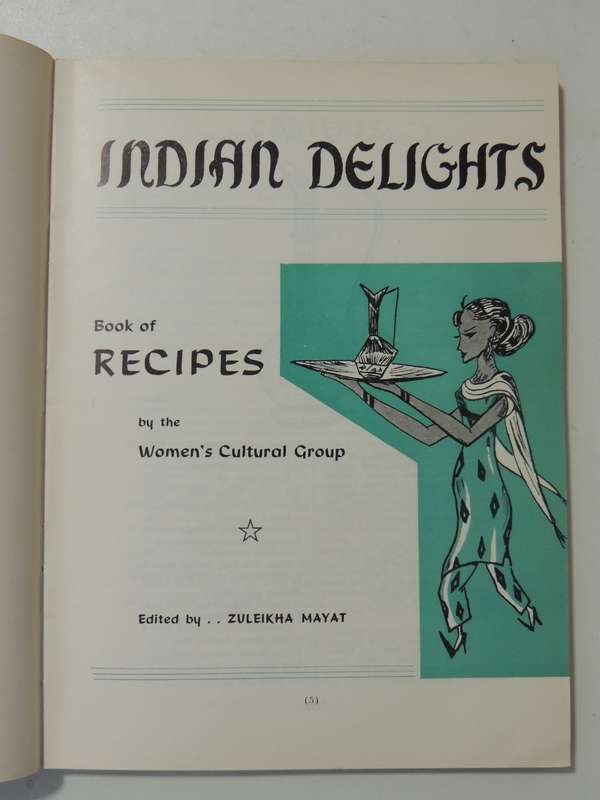 INDIAN DELIGHTS
Book of
RECIPES
by the
Women's Cultural Group
Edited by . . ZULEIKHA MAYAT
(5)